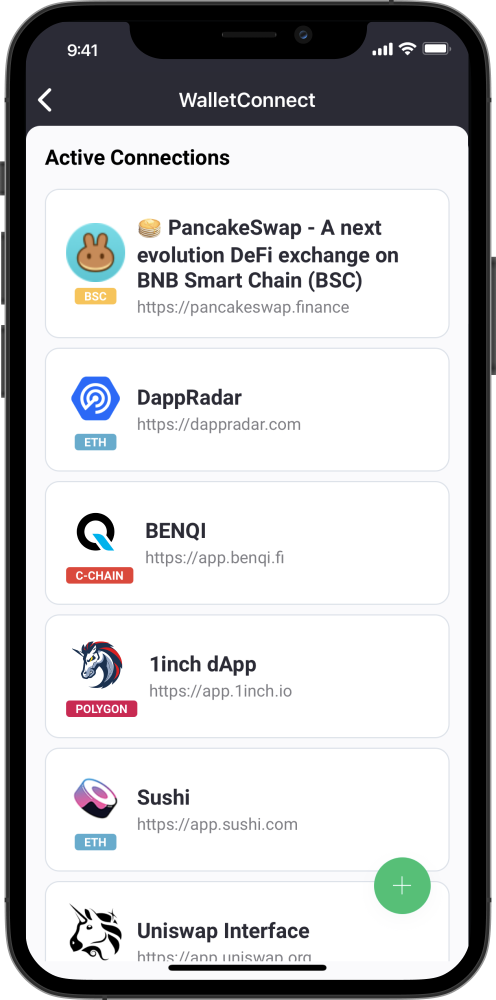 9:41
WalletConnect
Active Connections
🥞 PancakeSwap - A next
evolution DeFi exchange on
BNB Smart Chain (BSC)
BSC
https://pancakeswap.finance
DappRadar
ETH
https://dappradar.com
BENQI
https://app.benqi.fi
C-CHAIN
1inch dApp
https://app.1inch.io
POLYGON
Sushi
https://app.sushi.com
ETH
Uniswap Interface
https://app.uniswap.org